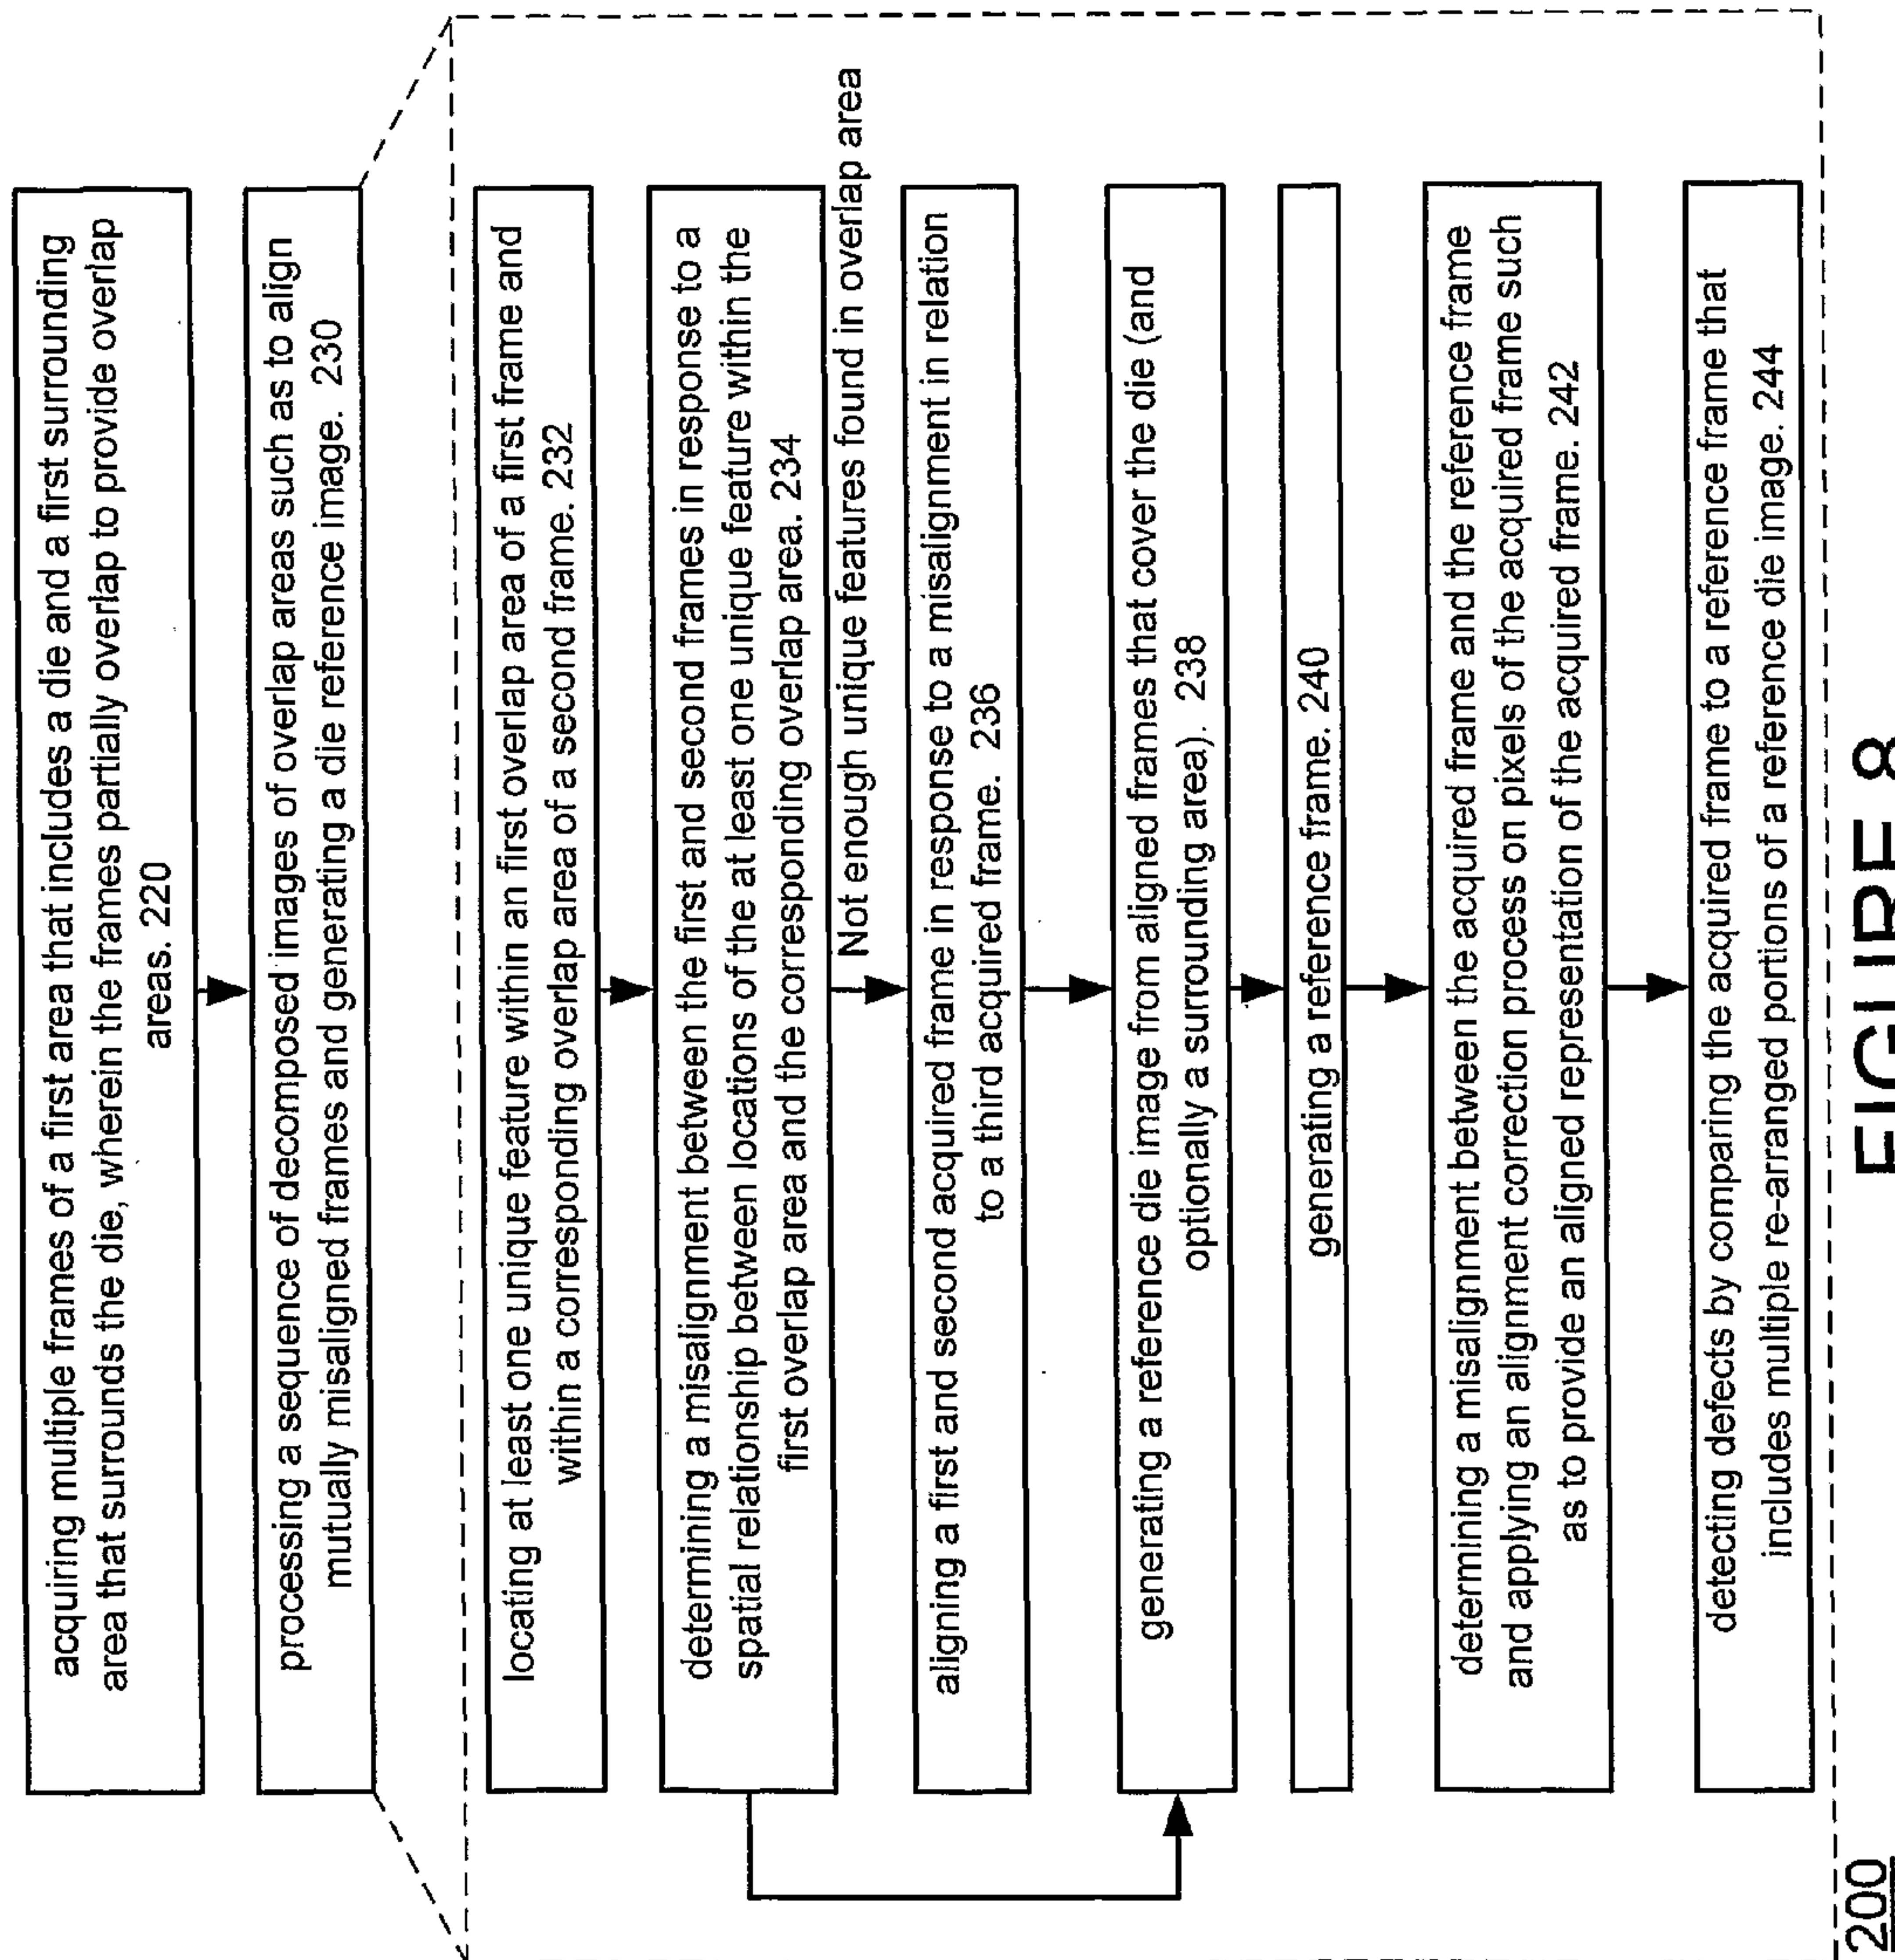 acquiring multiple frames of a first area that includes a die and a first surrounding
area that surrounds the die, wherein the frames partially overlap to provide overlap
areas. 220
processing a sequence of decomposed images of overlap areas such as to align
mutually misaligned frames and generating a die reference image. 230
locating at least one unique feature within an first overlap area of a first frame and
within a corresponding overlap area of a second frame. 232
determining a misalignment between the first and second frames in response to a
spatial relationship between locations of the at least one unique feature within the
first overlap area and the corresponding overlap area. 234
Not enough unique features found in overlap area
aligning a first and second acquired frame in response to a misalignment in relation
to a third acquired frame. 236
generating a reference die image from aligned frames that cover the die (and
optionally a surrounding area). 238
generating a reference frame. 240
determining a misalignment between the acquired frame and the reference frame
and applying an alignment correction process on pixels of the acquired frame such
as to provide an aligned representation of the acquired frame. 242
detecting defects by comparing the acquired frame to a reference frame that
includes multiple re-arranged portions of a reference die image. 244
200
FIGURE 8